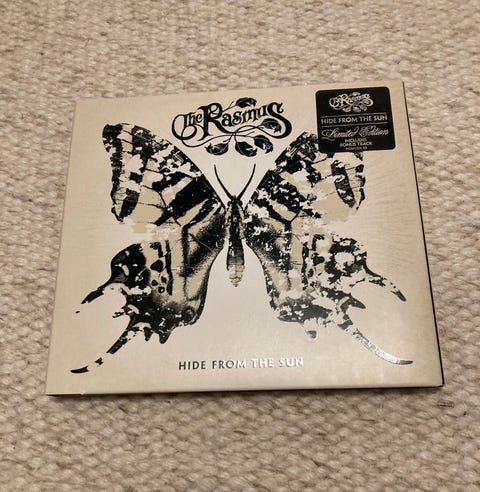 The Rasmus
The Rasmus
HIDE FROM THE SUN
Limited Edition
INCLUDES
BONUS TRACK
HIDE FROM THE SUN